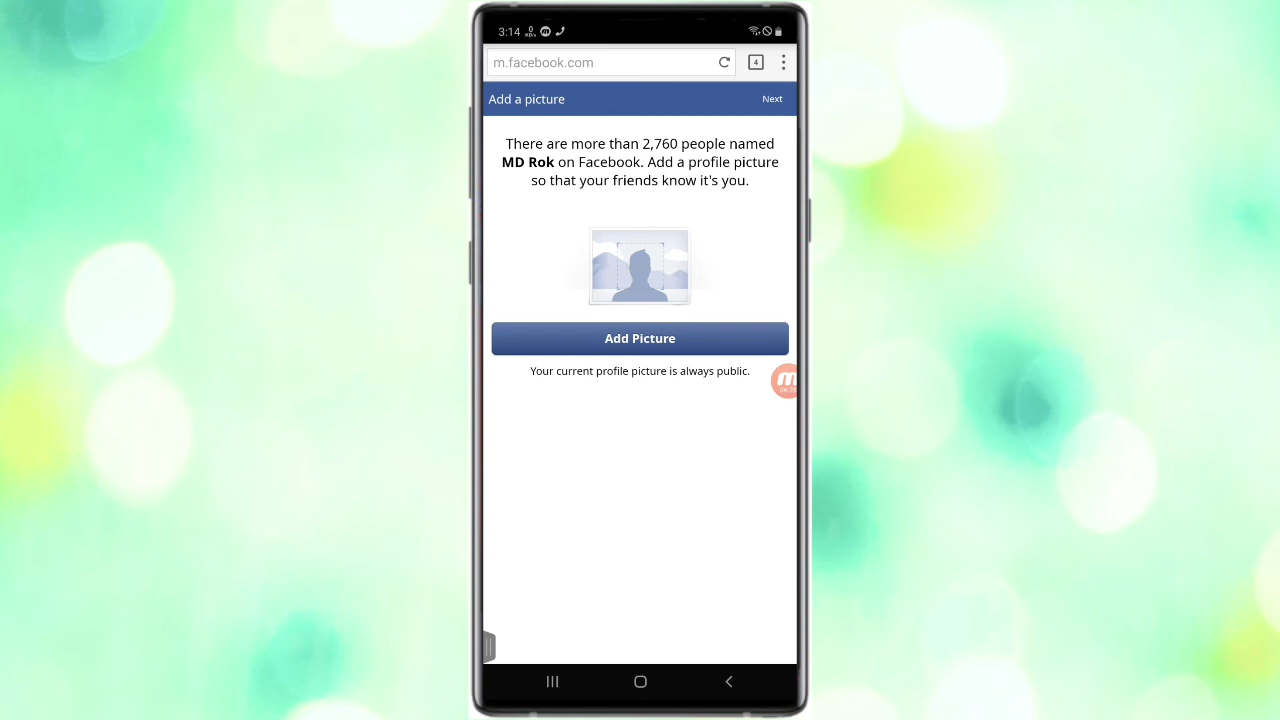 3:14
m.facebook.com
4
Add a picture
Next
There are more than 2,760 people named
MD Rok on Facebook. Add a profile picture
so that your friends know it's you.
Add Picture
Your current profile picture is always public.